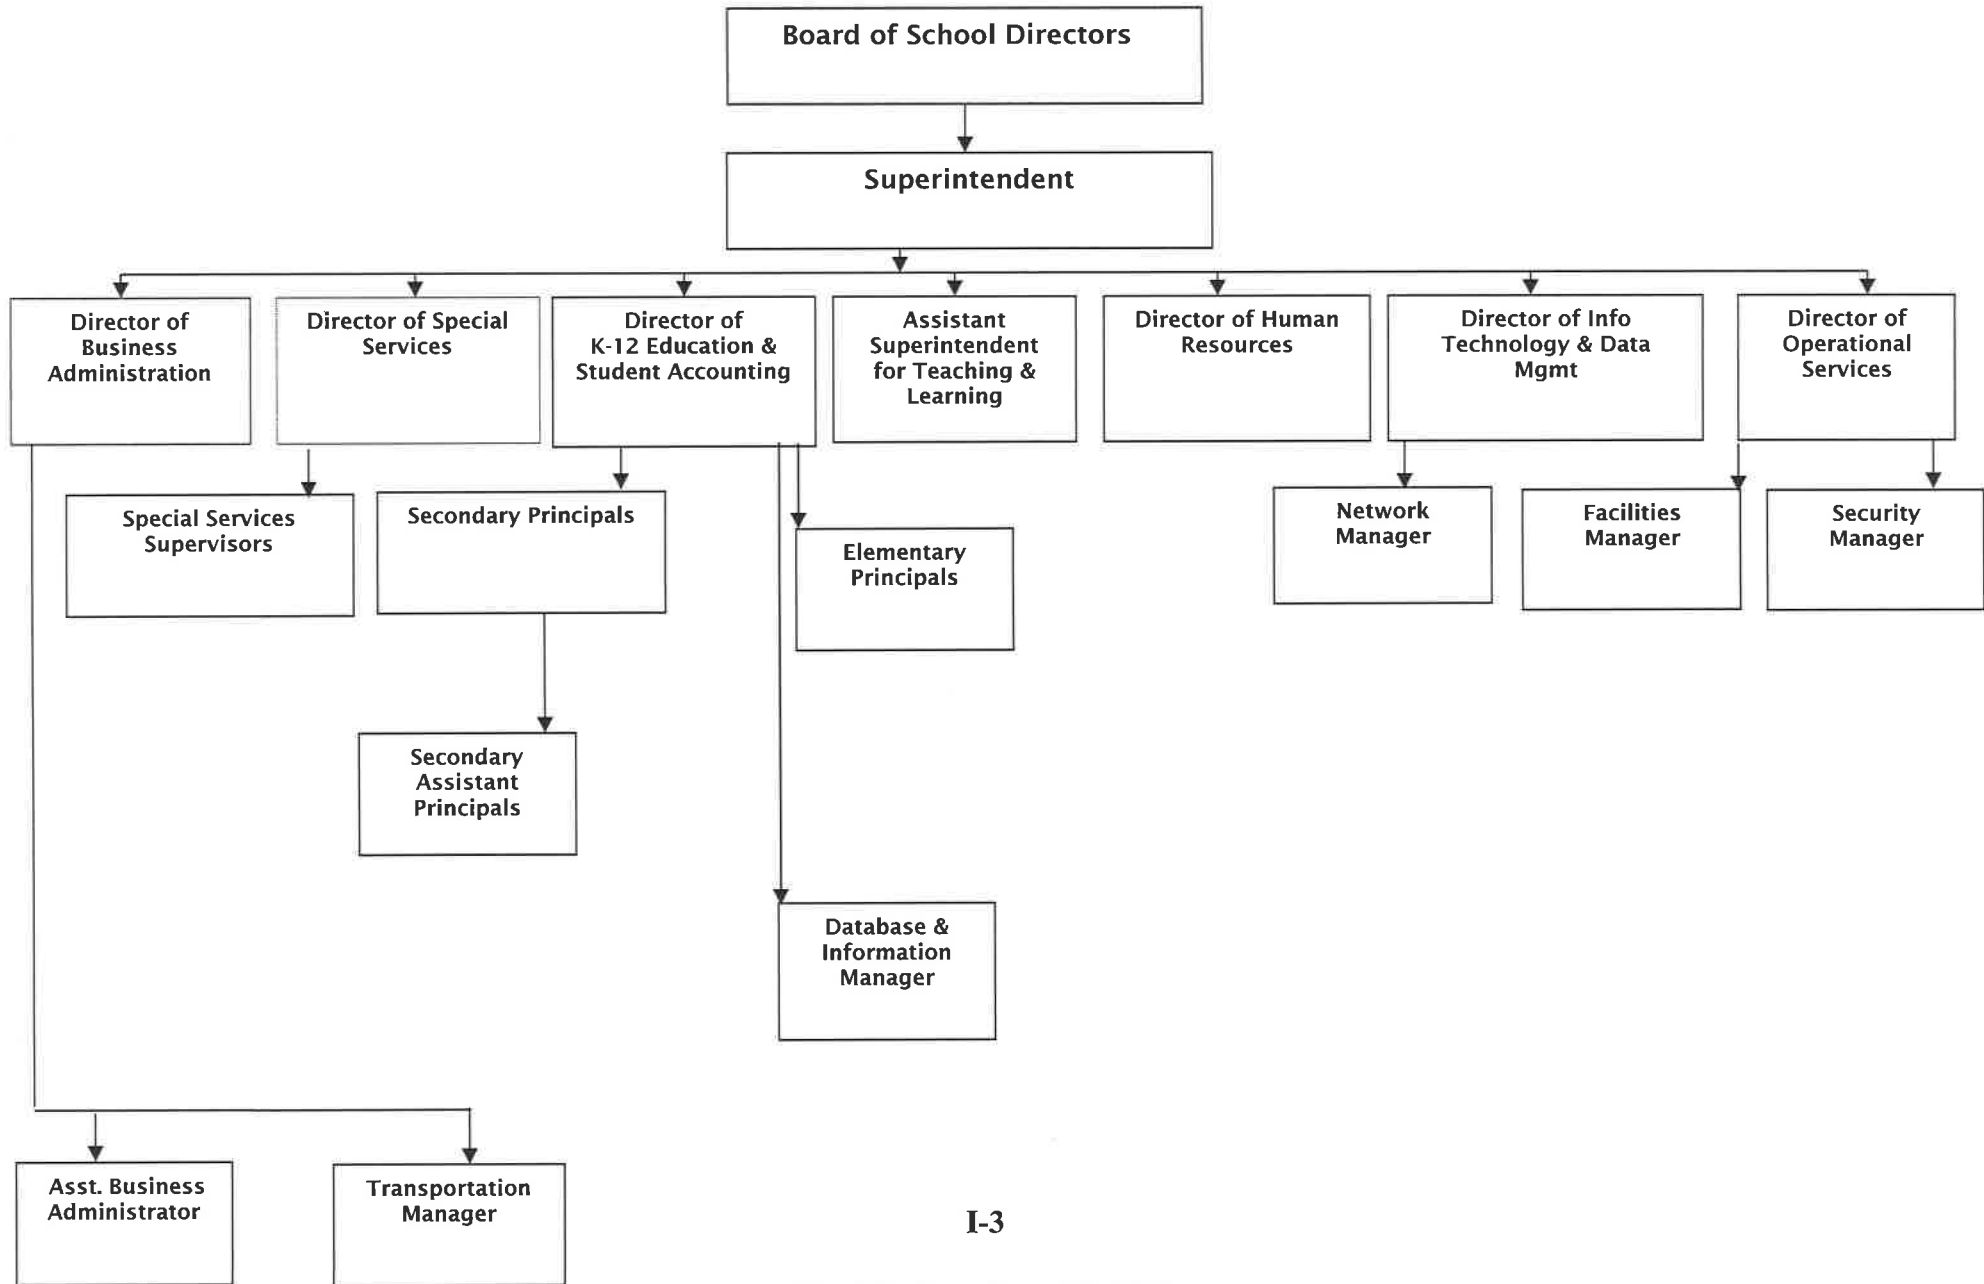 Board of School Directors
Superintendent
Director of
Business
Administration
Director of Special
Services
Director of
K-12 Education &
Student Accounting
Assistant
Superintendent
for Teaching &
Learning
Director of Human
Resources
Director of Info
Technology & Data
Mgmt
Director of
Operational
Services
Special Services
Supervisors
Secondary Principals
Elementary
Principals
Network
Manager
Facilities
Manager
Security
Manager
Secondary
Assistant
Principals
Database &
Information
Manager
Asst. Business
Administrator
Transportation
Manager
I-3